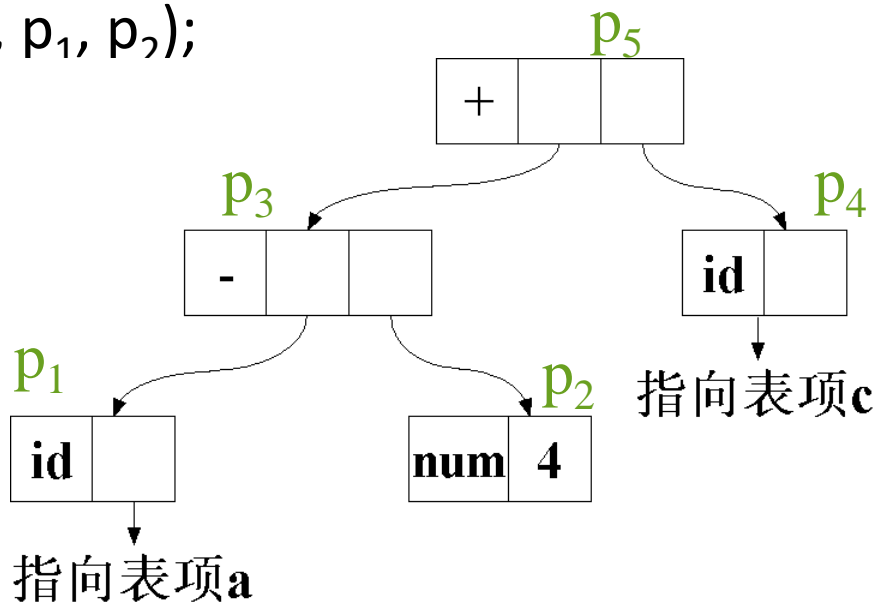 , p₁, p₂);
p₅
+
p₃
p₄
-
id
p₁
p₂
指向表项c
id
num 4
指向表项a